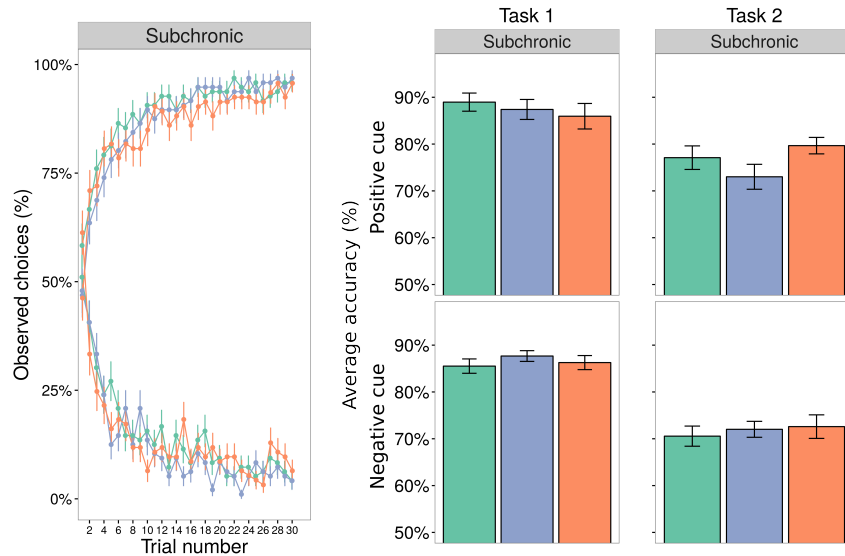 Subchronic
Observed choices (%)
100%
75%
50%
25%
0%
2 4 6 8 10 12 14 16 18 20 22 24 26 28 30
Trial number
Task 1
Task 2
Subchronic
Subchronic
Average accuracy (%)
Positive cue
90%
80%
70%
60%
50%
Negative cue
90%
80%
70%
60%
50%